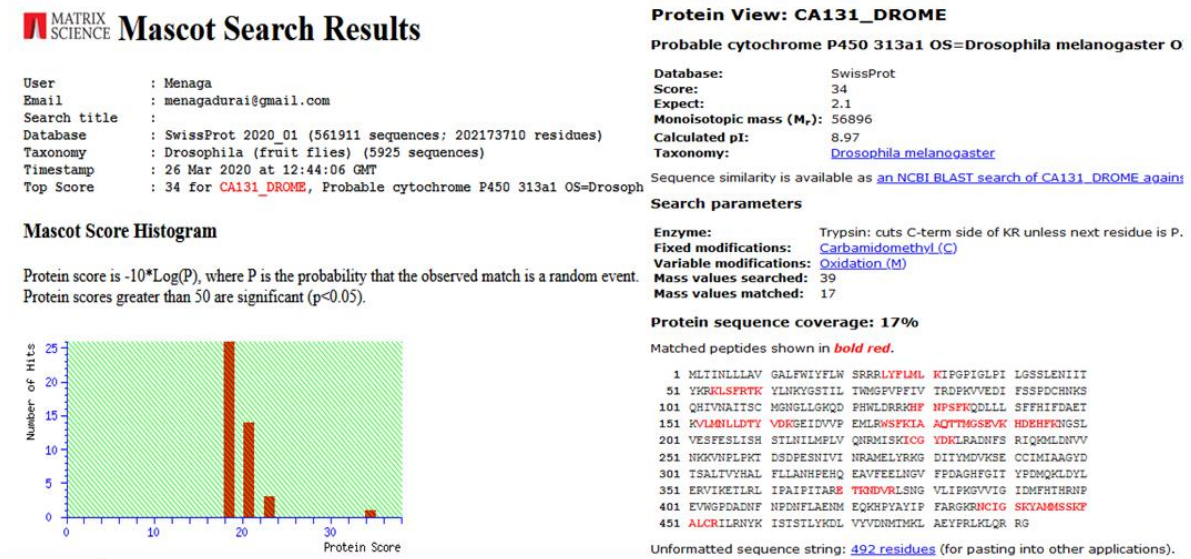 MATRIX
SCIENCE Mascot Search Results
User : Menaga
Email : menagadurai@gmail.com
Search title :
Database : SwissProt 2020_01 (561911 sequences; 202173710 residues)
Taxonomy : Drosophila (fruit flies) (5925 sequences)
Timestamp : 26 Mar 2020 at 12:44:06 GMT
Top Score : 34 for CA131_DROME, Probable cytochrome P450 313a1 OS=Drosoph
Mascot Score Histogram
Protein score is -10*Log(P), where P is the probability that the observed match is a random event.
Protein scores greater than 50 are significant (p<0.05).
Number of Hits
25
20
15
10
5
0
0 10 20 30
Protein Score
Protein View: CA131_DROME
Probable cytochrome P450 313a1 OS=Drosophila melanogaster O
Database: SwissProt
Score: 34
Expect: 2.1
Monoisotopic mass (Mr): 56896
Calculated pI: 8.97
Taxonomy: Drosophila melanogaster
Sequence similarity is available as an NCBI BLAST search of CA131_DROME agains
Search parameters
Enzyme: Trypsin: cuts C-term side of KR unless next residue is P.
Fixed modifications: Carbamidomethyl (C)
Variable modifications: Oxidation (M)
Mass values searched: 39
Mass values matched: 17
Protein sequence coverage: 17%
Matched peptides shown in bold red.
1 MLTINLLLAV GALFWIYFLW SRRRLYFLML KIPGPIGLPI LGSSLENIIT
51 YKRKLSFRTK YLNKYGSTIL TWMGPVPFIV TRDPKVVEDI FSSPDCHNKS
101 QHIVNAITSC MGNGLLGKQD PHWLDRRKHF NPSFKQDLLL SFFHIFDAET
151 KVLMNLLDTY VDKGEIDVVP EMLRWSFKIA AQTTMGSEVK HDEHFKNGSL
201 VESFESLISH STLNILMPLV QNRMISKICG YDKLRADNFS RIQKMLDNVV
251 NKKVNPLPKT DSDPESNIVI NRAMELYRKG DITYMDVKSE CCIMIAAGYD
301 TSALTVYHAL FLLANHPEHQ EAVFEELNGV FPDAGHFGIT YPDMQKLDYL
351 ERVIKETLRL IPAIPITARE TKNDVRLSNG VLIPKGVVIG IDMFHTHRNP
401 EVWGPDADNF NPDNFLAENM EQKHPYAYIP FARGKRNCIG SKYAMMSSKF
451 ALCRILRNYK ISTSTLYKDL VYVDNMTMKL AEYPRLKLQR RG
Unformatted sequence string: 492 residues (for pasting into other applications).